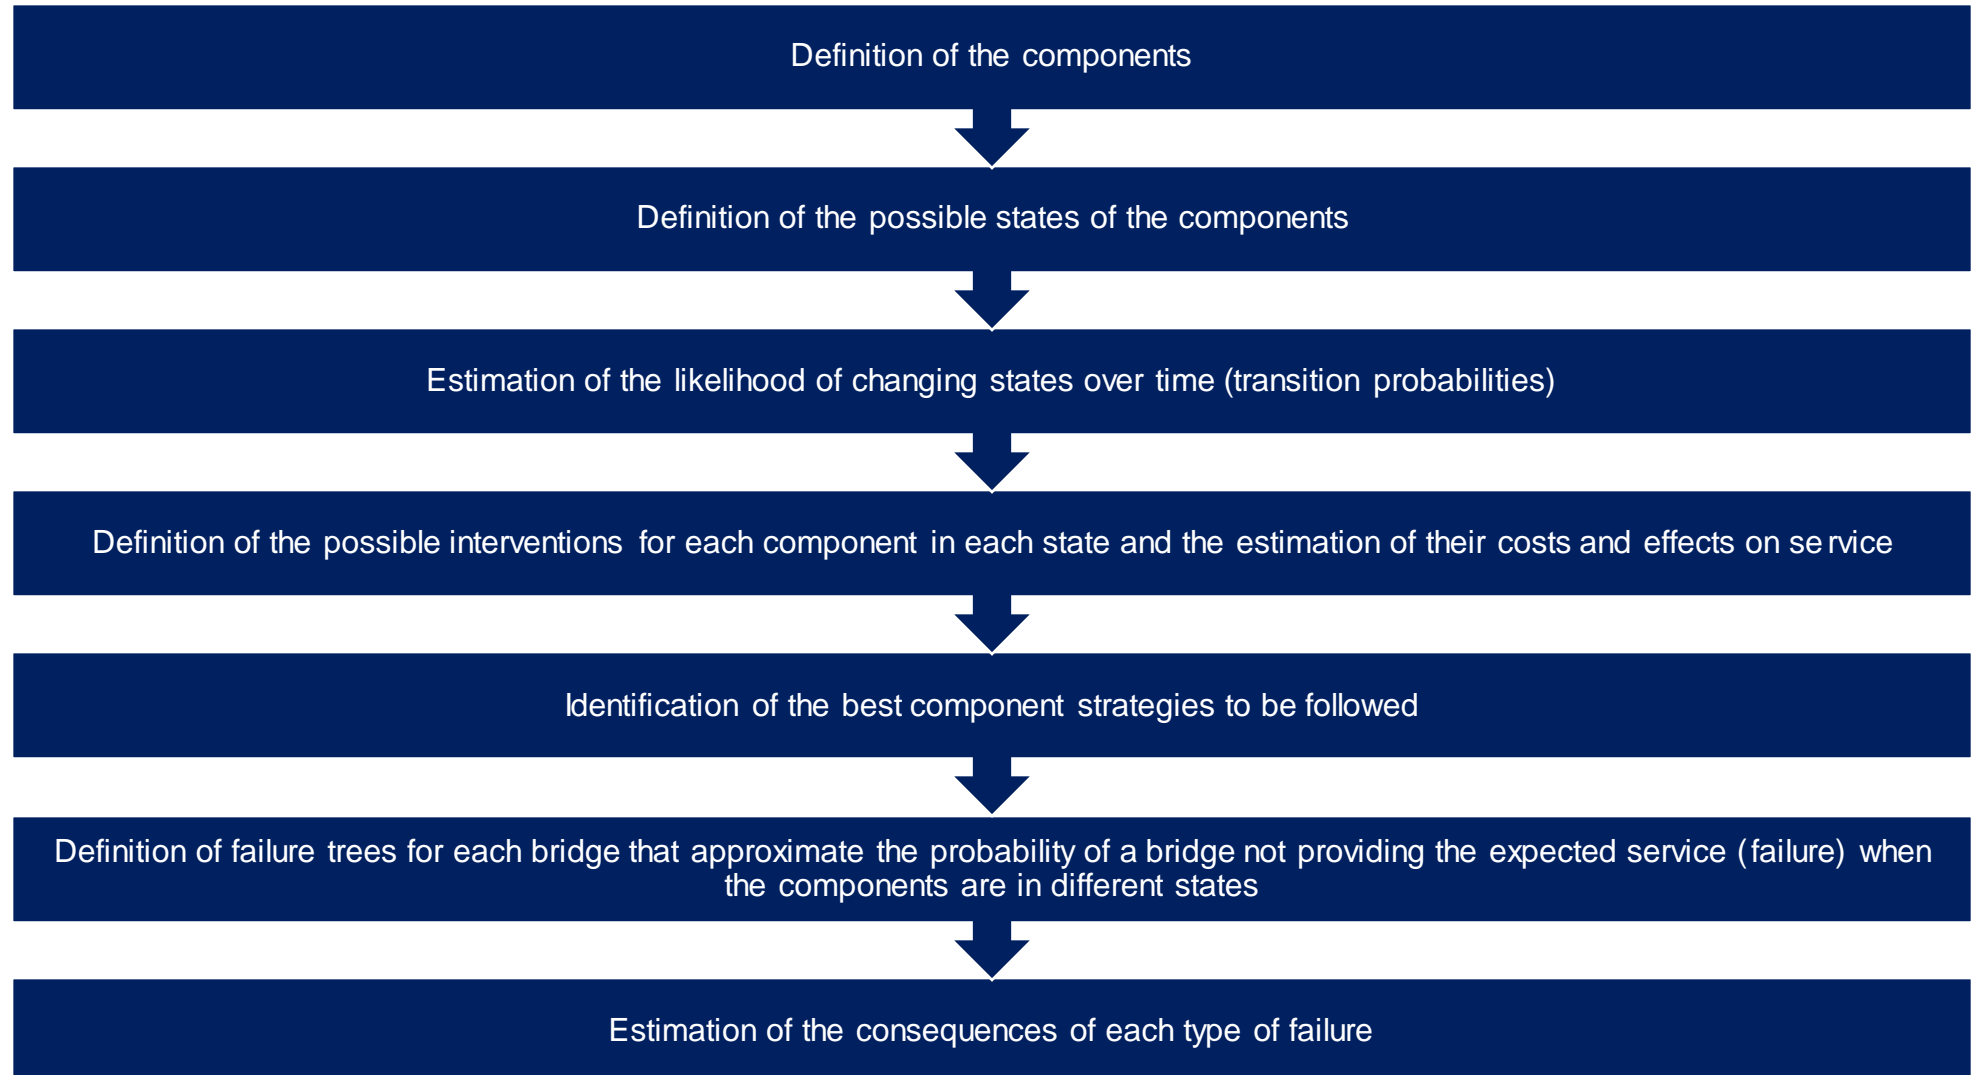 Definition of the components
Definition of the possible states of the components
Estimation of the likelihood of changing states over time (transition probabilities)
Definition of the possible interventions for each component in each state and the estimation of their costs and effects on service
Identification of the best component strategies to be followed
Definition of failure trees for each bridge that approximate the probability of a bridge not providing the expected service (failure) when
the components are in different states
Estimation of the consequences of each type of failure